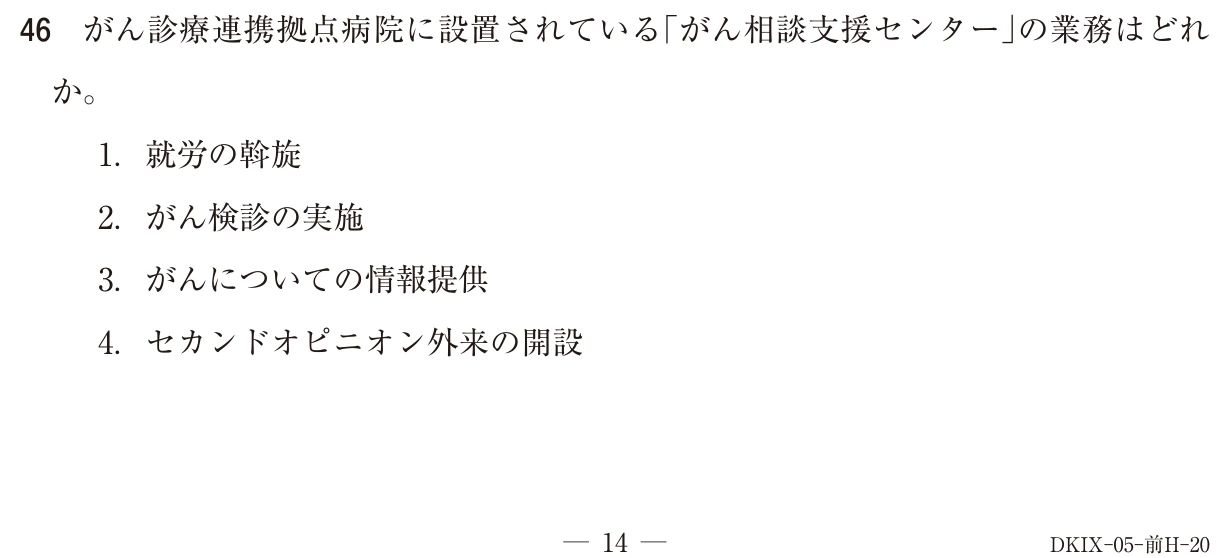 46 がん診療連携拠点病院に設置されている「がん相談支援センター」の業務はどれ
か。
1. 就労の斡旋
2. がん検診の実施
3. がんについての情報提供
4. セカンドオピニオン外来の開設
― 14 ―
DKIX-05-前H-20